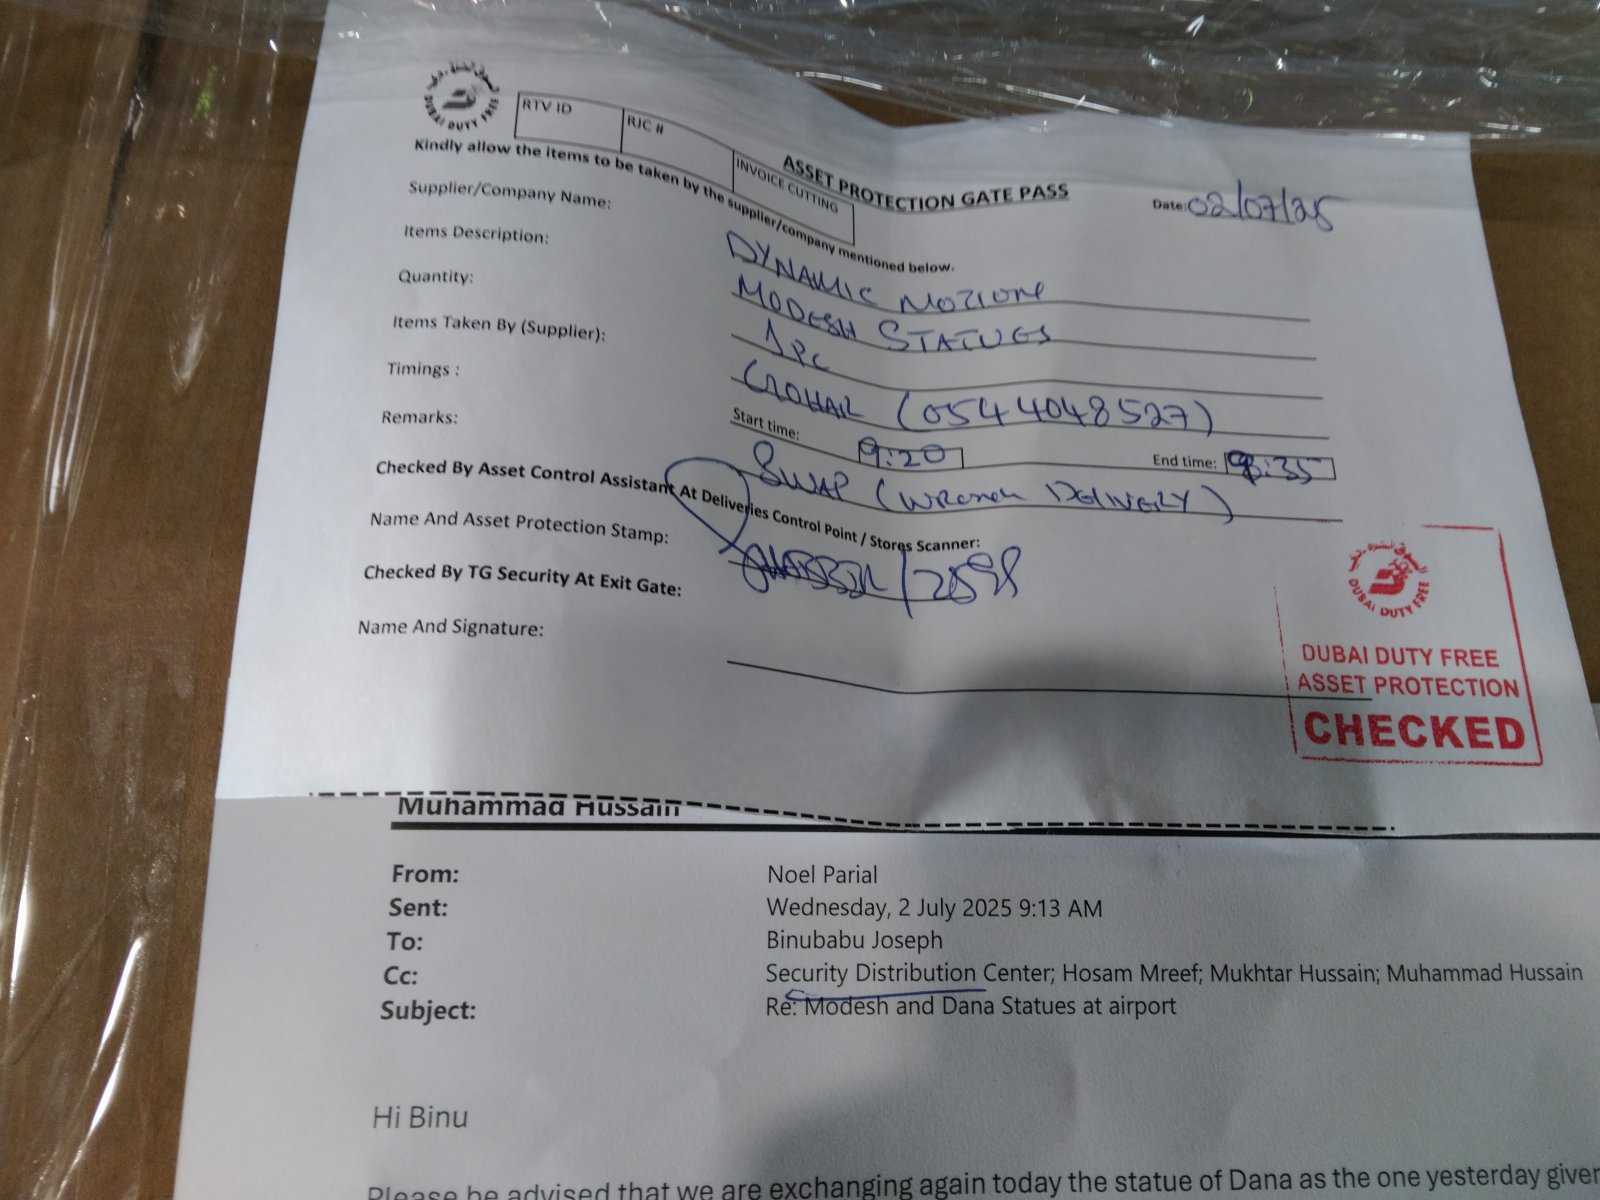 DUBAI DUTY FREE
RTV ID
RJC #
INVOICE CUTTING
ASSET PROTECTION GATE PASS
Date: 02/07/25
Kindly allow the items to be taken by the supplier/company mentioned below.
Supplier/Company Name: DYNAMIC MOTION
Items Description: MODESH STATUES
Quantity: 1 PC
Items Taken By (Supplier): (0544048527)
Timings : Start time: 9:20 End time: 9:35
Remarks: SWAP (WRONG DELIVERY)
Checked By Asset Control Assistant At Deliveries Control Point / Stores Scanner:
Name And Asset Protection Stamp: /2598
Checked By TG Security At Exit Gate:
Name And Signature:
DUBAI DUTY FREE
DUBAI DUTY FREE
ASSET PROTECTION
CHECKED
Muhammad Hussain
From: Noel Parial
Sent: Wednesday, 2 July 2025 9:13 AM
To: Binubabu Joseph
Cc: Security Distribution Center; Hosam Mreef; Mukhtar Hussain; Muhammad Hussain
Subject: Re: Modesh and Dana Statues at airport
Hi Binu
Please be advised that we are exchanging again today the statue of Dana as the one yesterday given